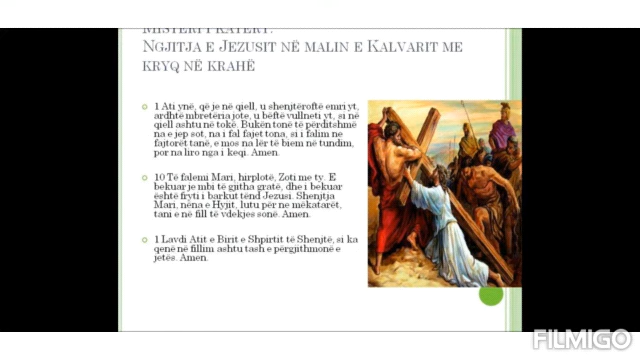 MISTERI I KATËRT:
NGJITJA E JEZUSIT NË MALIN E KALVARIT ME
KRYQ NË KRAHË
1 Ati ynë, që je në qiell, u shenjtëroftë emri yt,
ardhtë mbretëria jote, u bëftë vullneti yt, si në
qiell ashtu në tokë. Bukën tonë të përditshmë
na e jep sot, na i fal fajet tona, si i falim ne
fajtorët tanë, e mos na lër të biem në tundim,
por na liro nga i keqi. Amen.
10 Të falemi Mari, hirplotë, Zoti me ty. E
bekuar je mbi të gjitha gratë, dhe i bekuar
është fryti i barkut tënd Jezusi. Shenjtja
Mari, nëna e Hyjit, lutu për ne mëkatarët,
tani e në fill të vdekjes sonë. Amen.
1 Lavdi Atit e Birit e Shpirtit të Shenjtë, si ka
qenë në fillim ashtu tash e përgjithmonë e
jetës. Amen.
FILMIGO